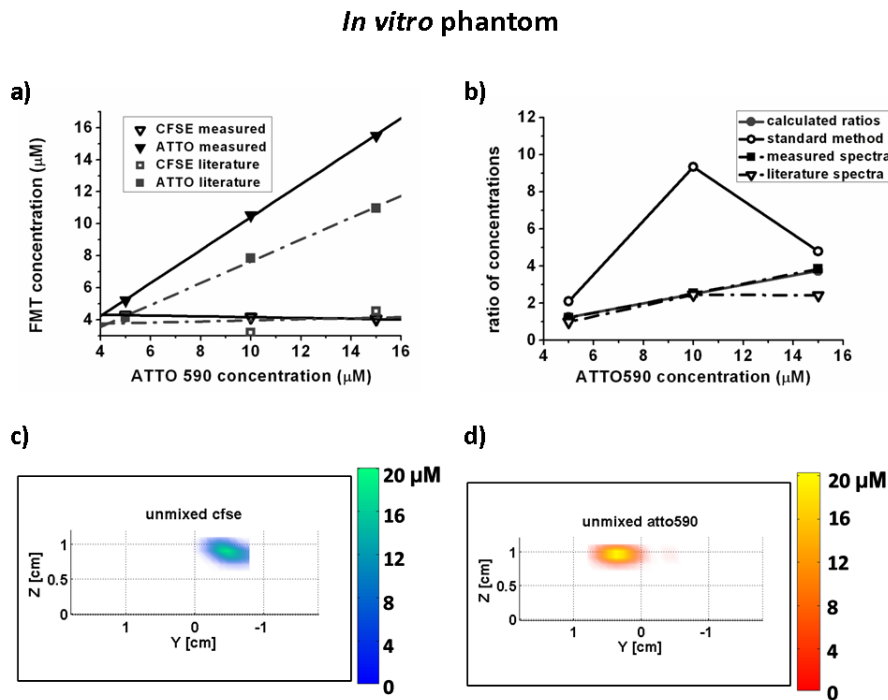 In vitro phantom
a)
CFSE measured
ATTO measured
CFSE literature
ATTO literature
FMT concentration (μM)
16
14
12
10
8
6
4
4 6 8 10 12 14 16
ATTO 590 concentration (μM)
b)
calculated ratios
standard method
measured spectra
literature spectra
ratio of concentrations
12
10
8
6
4
2
0
4 6 8 10 12 14 16
ATTO590 concentration (μM)
c)
unmixed cfse
Z [cm]
1
0.5
0
1 0 -1
Y [cm]
20 μM
16
12
8
4
0
d)
unmixed atto590
Z [cm]
1
0.5
0
1 0 -1
Y [cm]
20 μM
16
12
8
4
0